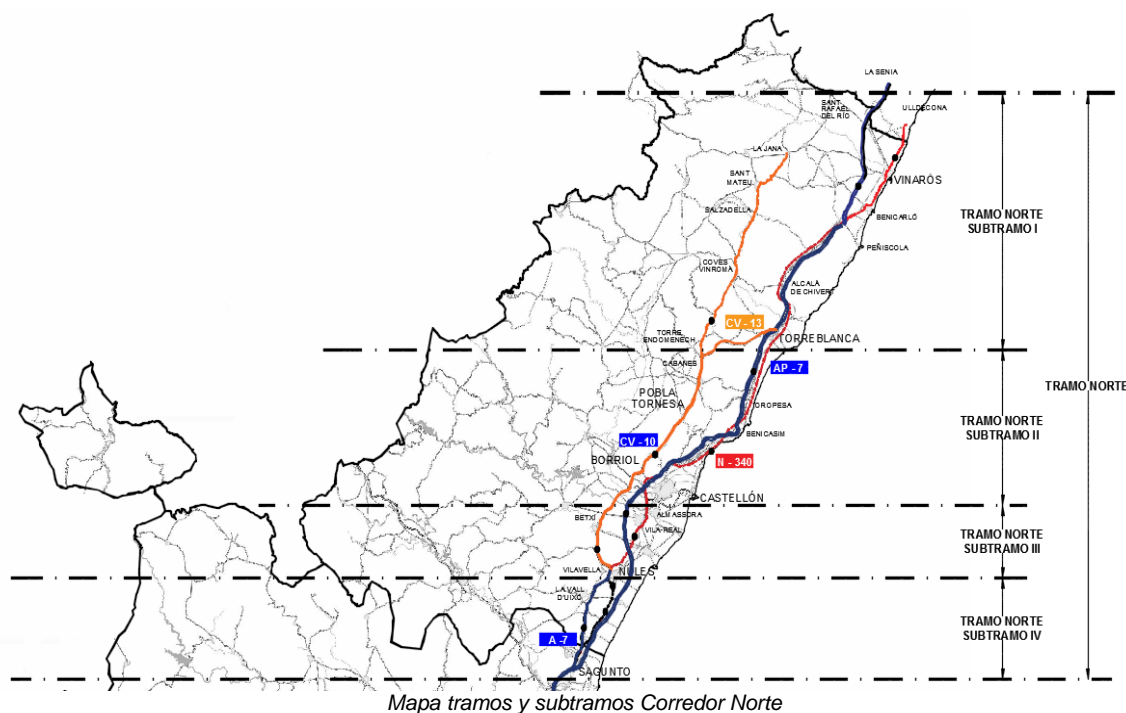 LA SENIA
SANT
RAFAEL
DEL RÍO
ULLDECONA
LA JANA
SANT
MATEU
VINARÓS
SALZADELLA
BENICARLÓ
TRAMO NORTE
SUBTRAMO I
PEÑISCOLA
COVES
VINROMA
ALCALÁ
DE CHIVERT
CV - 13
TORRE
ENDOMENECH
TORREBLANCA
CABANES
AP - 7
TRAMO NORTE
POBLA
TORNESA
OROPESA
TRAMO NORTE
SUBTRAMO II
BENICASIM
CV - 10
BORRIOL
N - 340
CASTELLÓN
BETXÍ
ALMASSORA
VILA-REAL
TRAMO NORTE
SUBTRAMO III
VILAVELLA
NULES
LA VALL
D'UIXÓ
TRAMO NORTE
SUBTRAMO IV
A - 7
SAGUNTO
Mapa tramos y subtramos Corredor Norte